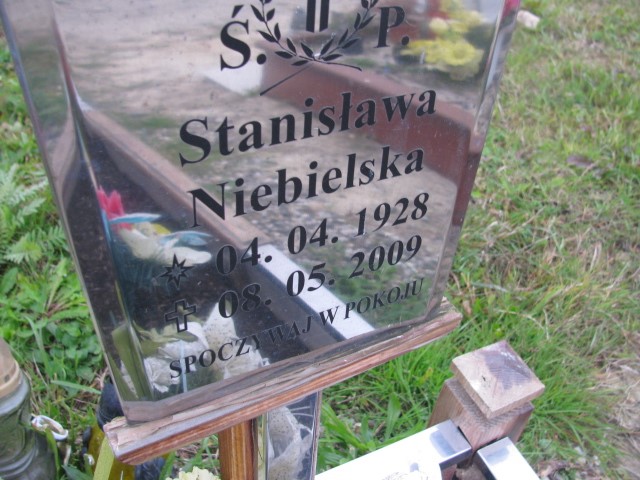 Ś. P.
Stanisława
Niebielska
04. 04. 1928
08. 05. 2009
SPOCZYWAJ W POKOJU